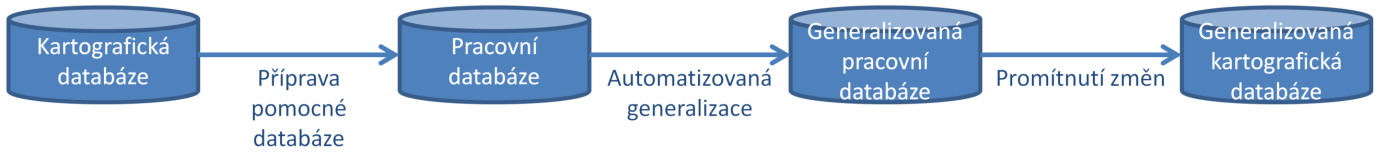 Kartografická
databáze
Příprava
pomocné
databáze
Pracovní
databáze
Automatizovaná
generalizace
Generalizovaná
pracovní
databáze
Promítnutí změn
Generalizovaná
kartografická
databáze